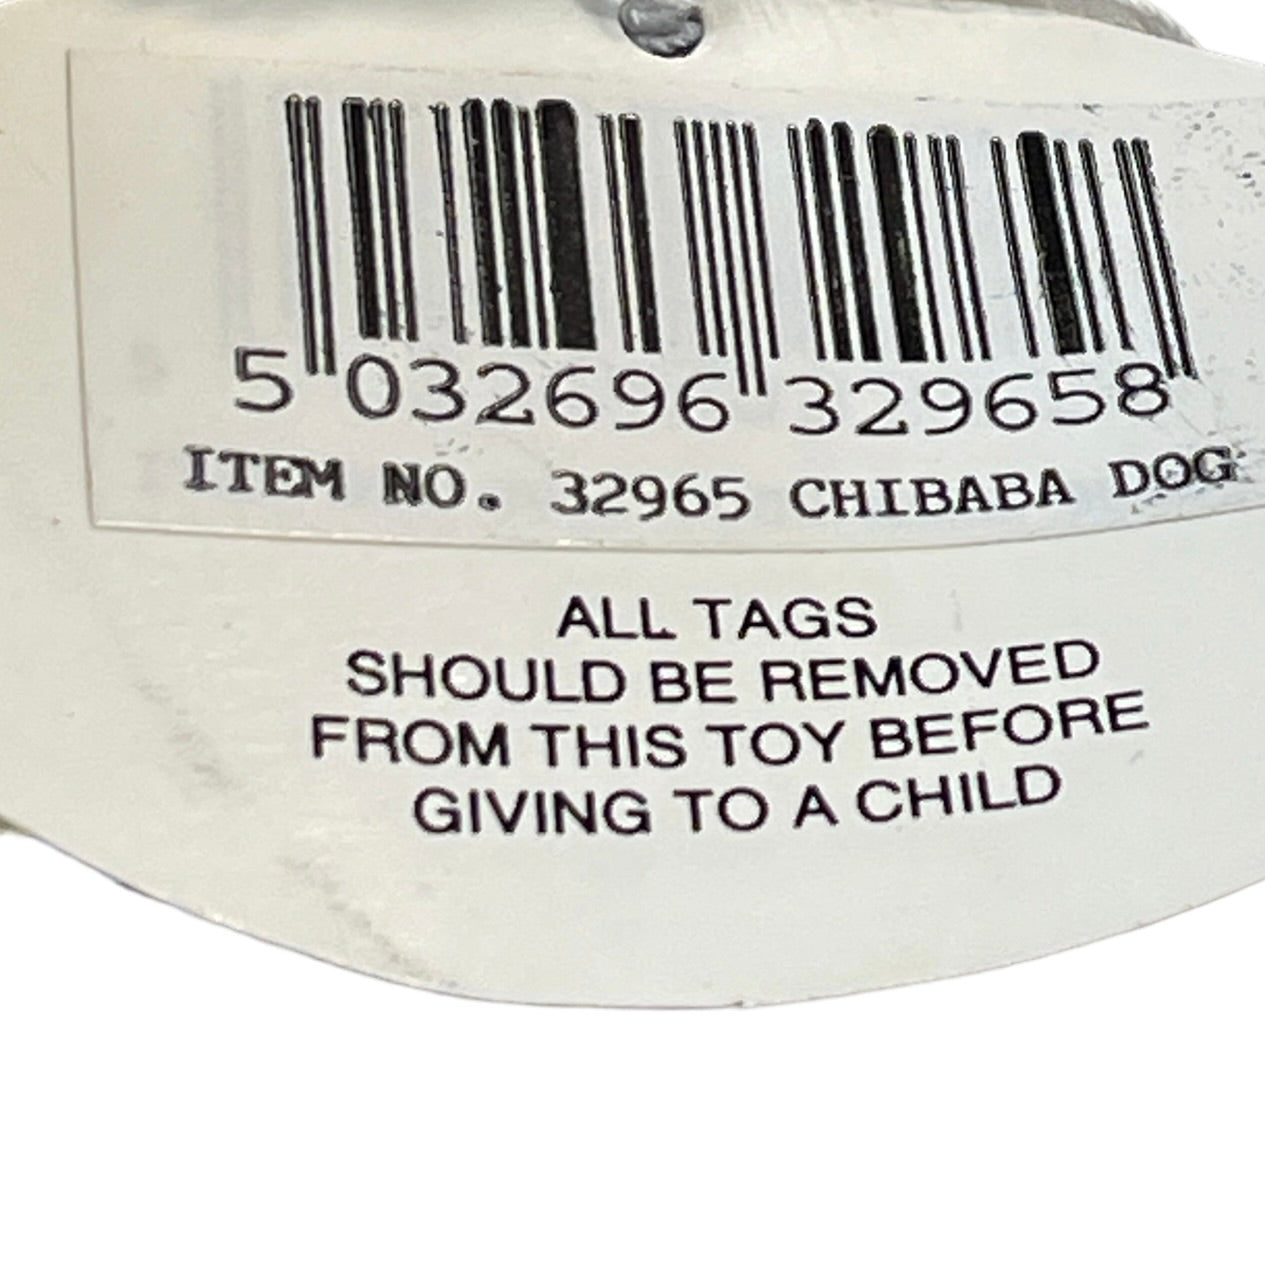 5 032696 329658
ITEM NO. 32965 CHIBABA DOG
ALL TAGS
SHOULD BE REMOVED
FROM THIS TOY BEFORE
GIVING TO A CHILD